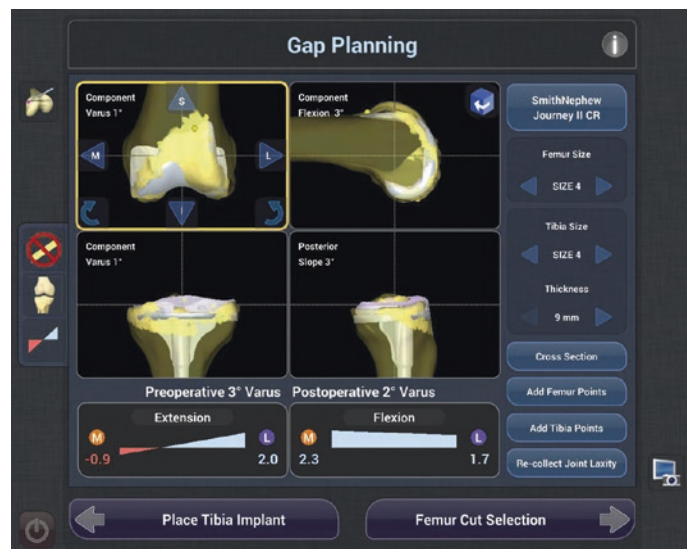 Gap Planning
i
Component
Varus 1°
S
M
L
I
Component
Flexion 3°
SmithNephew
Journey II CR
Femur Size
SIZE 4
Component
Varus 1°
Posterior
Slope 3°
Tibia Size
SIZE 4
Thickness
9 mm
Cross Section
Preoperative 3° Varus Postoperative 2° Varus
Add Femur Points
Extension
M
L
-0.9
2.0
Flexion
M
L
2.3
1.7
Add Tibia Points
Re-collect Joint Laxity
Place Tibia Implant
Femur Cut Selection